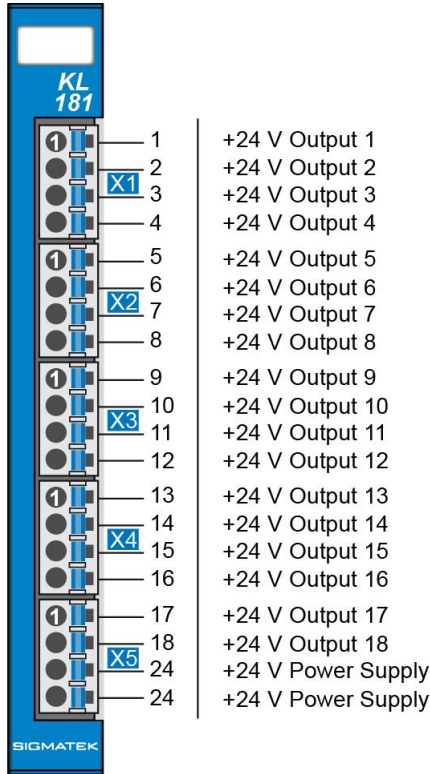 KL
181
1 1 +24 V Output 1
2 +24 V Output 2
X1
3 +24 V Output 3
4 +24 V Output 4
1 5 +24 V Output 5
6 +24 V Output 6
X2
7 +24 V Output 7
8 +24 V Output 8
1 9 +24 V Output 9
10 +24 V Output 10
X3
11 +24 V Output 11
12 +24 V Output 12
1 13 +24 V Output 13
14 +24 V Output 14
X4
15 +24 V Output 15
16 +24 V Output 16
1 17 +24 V Output 17
18 +24 V Output 18
X5
24 +24 V Power Supply
24 +24 V Power Supply
SIGMATEK